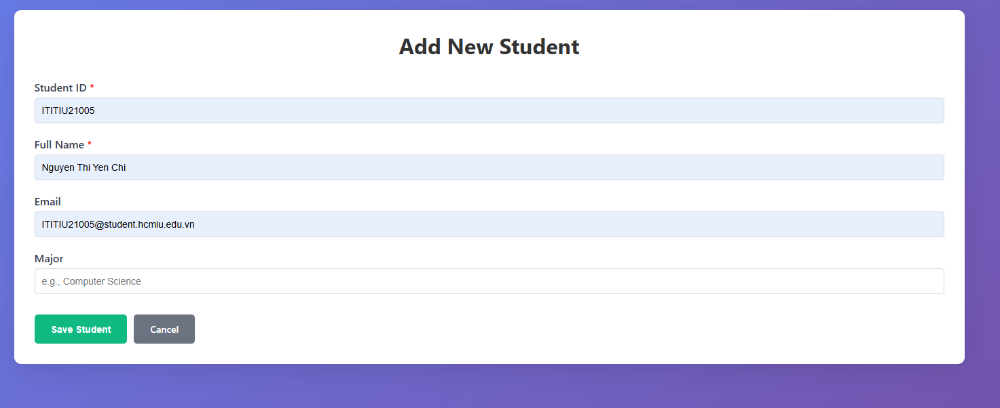 Add New Student
Student ID *
ITITIU21005
Full Name *
Nguyen Thi Yen Chi
Email
ITITIU21005@student.hcmiu.edu.vn
Major
e.g., Computer Science
Save Student Cancel